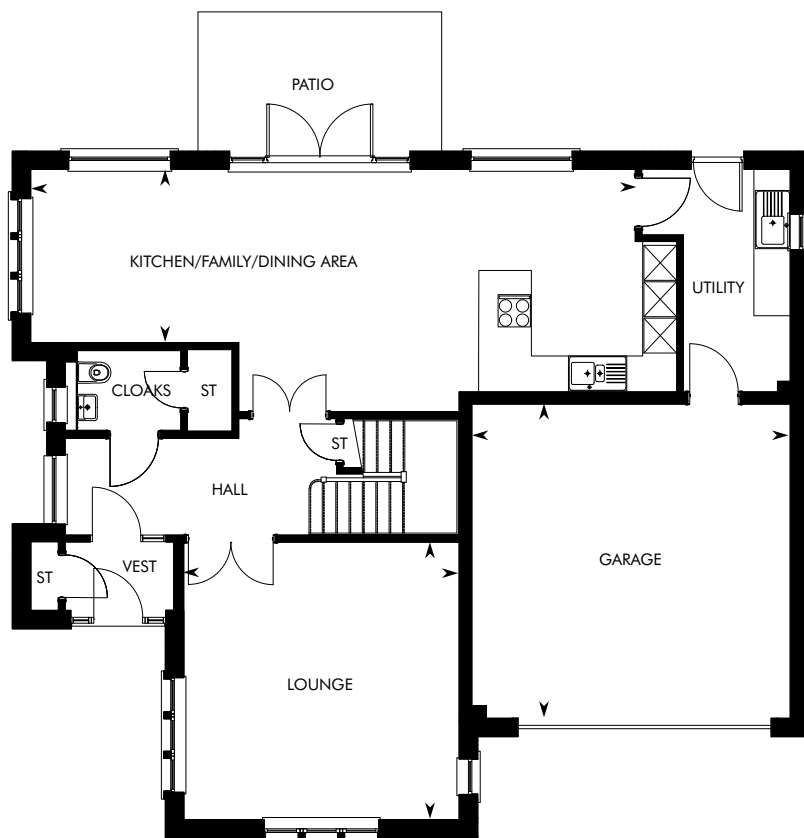 PATIO
KITCHEN/FAMILY/DINING AREA
UTILITY
CLOAKS
ST
ST
HALL
GARAGE
VEST
ST
LOUNGE